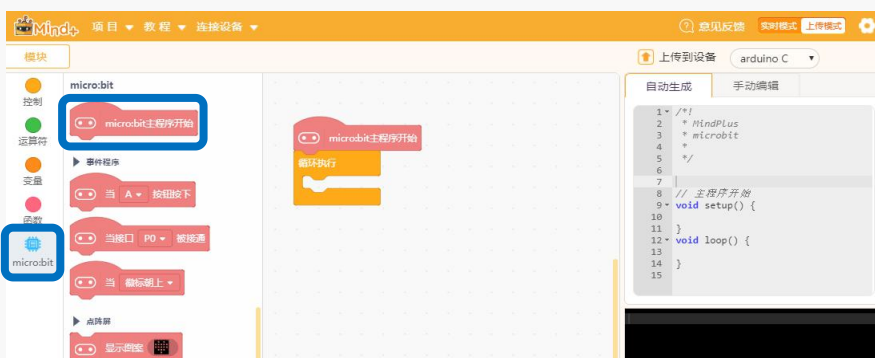 Mind+ 项目 教程 连接设备 意见反馈 实时模式 上传模式
模块 上传到设备 arduino C
自动生成 手动编辑
控制
运算符
变量
函数
micro:bit
micro:bit
micro:bit主程序开始
事件程序
当 A 按钮按下
当接口 P0 被接通
当 徽标朝上
点阵屏
显示图案
micro:bit主程序开始
循环执行
1 /*!
2 * MindPlus
3 * microbit
4 *
5 */
6
7
8 // 主程序开始
9 void setup() {
10
11 }
12 void loop() {
13
14 }
15